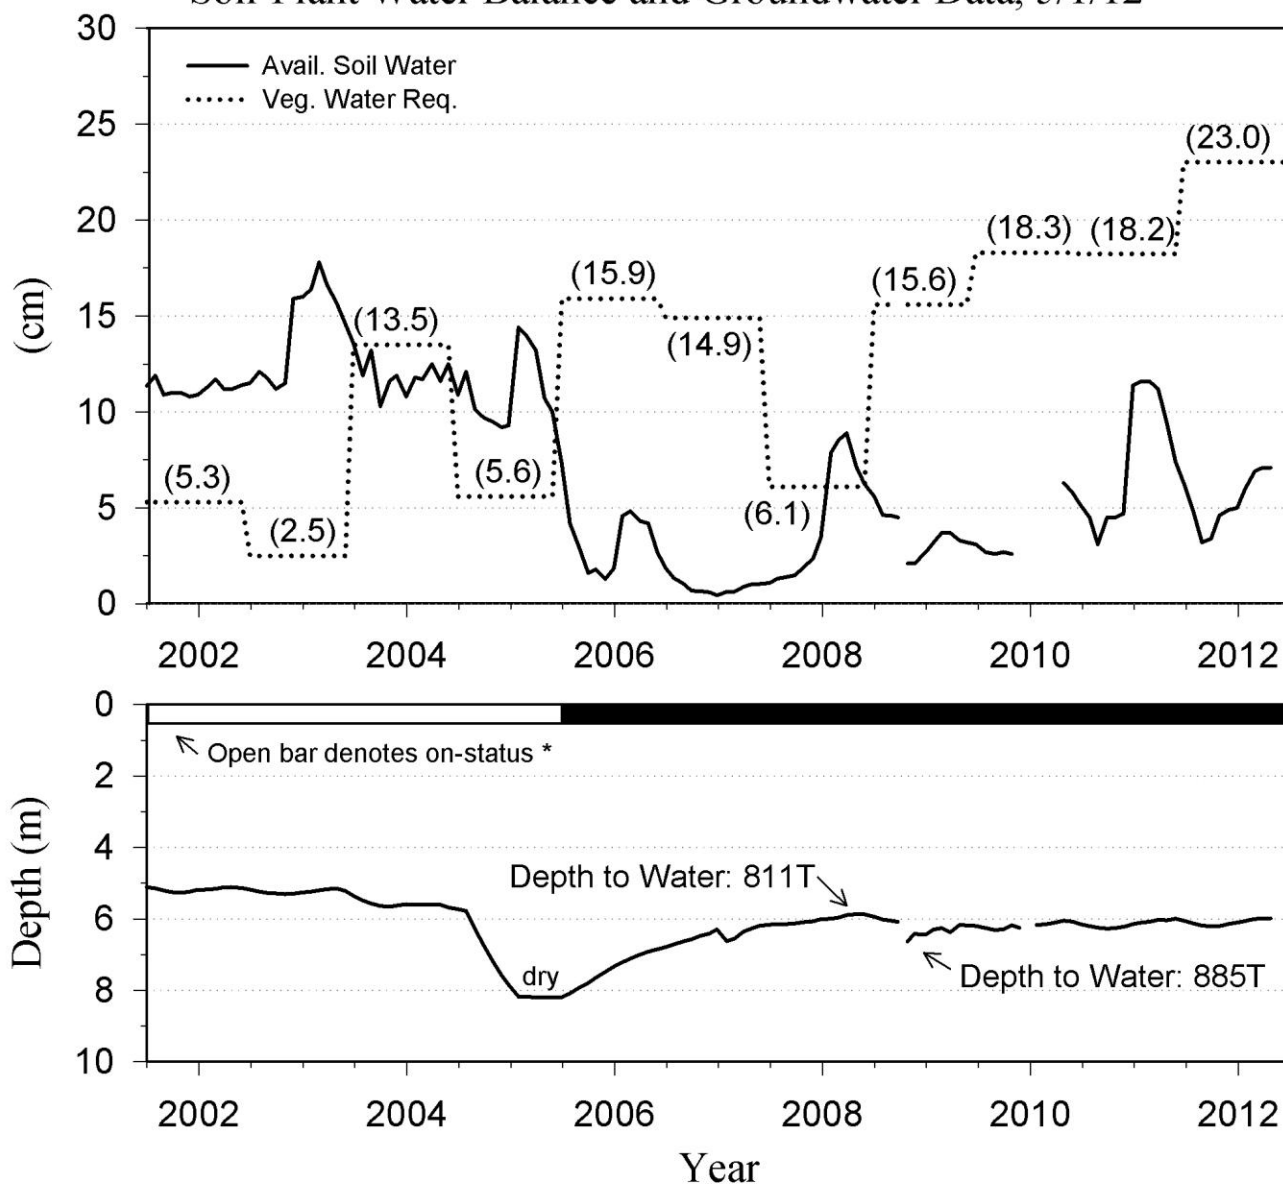 Soil-Plant-Water Balance and Groundwater Data, 5/1/12
30
Avail. Soil Water
Veg. Water Req.
25
(23.0)
20
(18.3)
(18.2)
(cm)
(15.9)
(15.6)
15
(13.5)
(14.9)
10
(5.3)
(5.6)
5
(2.5)
(6.1)
0
2002 2004 2006 2008 2010 2012
0
Open bar denotes on-status *
2
4
Depth (m)
Depth to Water: 811T
6
dry
Depth to Water: 885T
8
10
2002 2004 2006 2008 2010 2012
Year